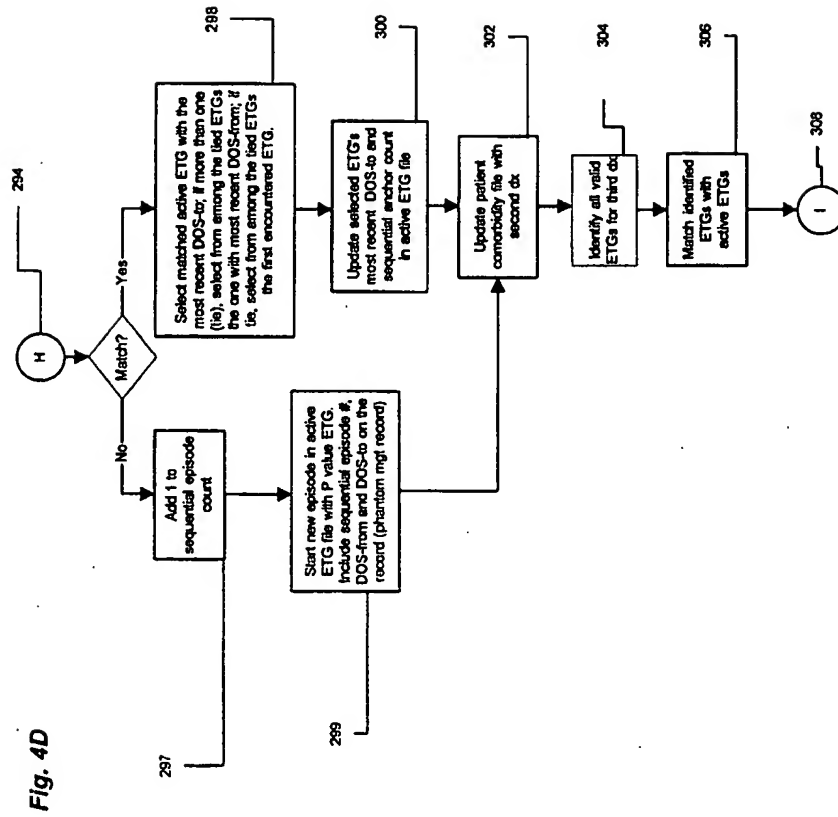 Fig. 4D
294
H
Match?
No
Yes
Add 1 to
sequential episode
count
297
Start new episode in active
ETG file with P value ETG.
Include sequential episode #,
DOS-from and DOS-to on the
record (phantom mgt record)
299
Select matched active ETG with the
most recent DOS-to; if more than one
(tie), select from among the tied ETGs
the one with most recent DOS-from; if
tie, select from among the tied ETGs
the first encountered ETG.
298
Update selected ETG's
most recent DOS-to and
sequential anchor count
in active ETG file
300
Update patient
comorbidity file with
second dx
302
Identify all valid
ETGs for third dx
304
Match identified
ETGs with
active ETGs
306
I
308